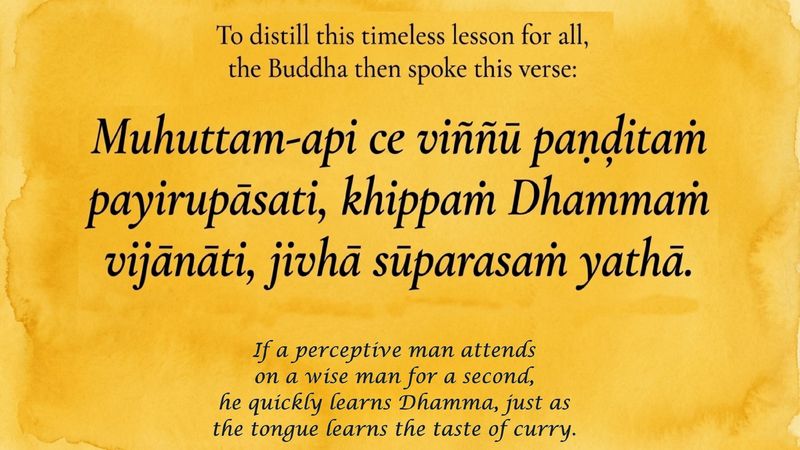 To distill this timeless lesson for all,
the Buddha then spoke this verse:
Muhuttam-api ce viññū paṇḍitaṁ
payirupāsati, khippaṁ Dhammaṁ
vijānāti, jivhā sūparasaṁ yathā.
If a perceptive man attends
on a wise man for a second,
he quickly learns Dhamma, just as
the tongue learns the taste of curry.